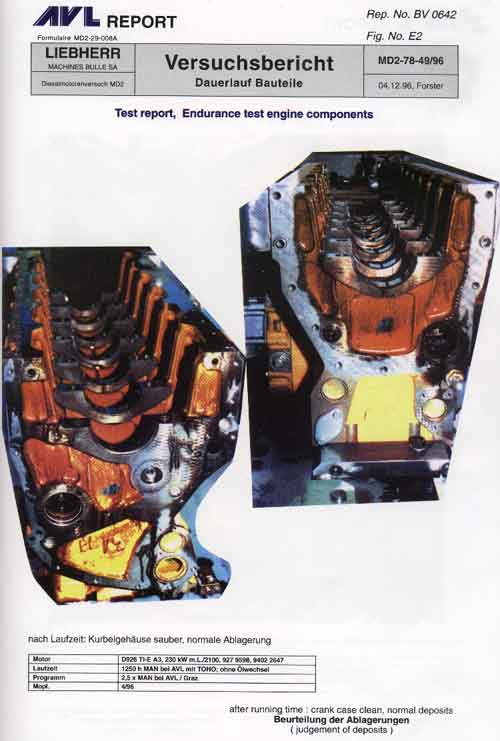 AVL REPORT
Rep. No. BV 0642
Formulaire MD2-29-008A
Fig. No. E2
LIEBHERR
MACHINES BULLE SA
Dieselmotorenversuch MD2
Versuchsbericht
Dauerlauf Bauteile
MD2-78-49/96
04.12.96, Forster
Test report, Endurance test engine components
nach Laufzeit: Kurbelgehäuse sauber, normale Ablagerung
Motor D926 TI-E A3, 230 kW m.L./2100, 927 9598, 9402 2647
Laufzeit 1250 h MAN bei AVL mit TOHO; ohne Ölwechsel
Programm 2,5 x MAN bei AVL / Graz
Mopl. 4/96
after running time : crank case clean, normal deposits
Beurteilung der Ablagerungen
( judgement of deposits )